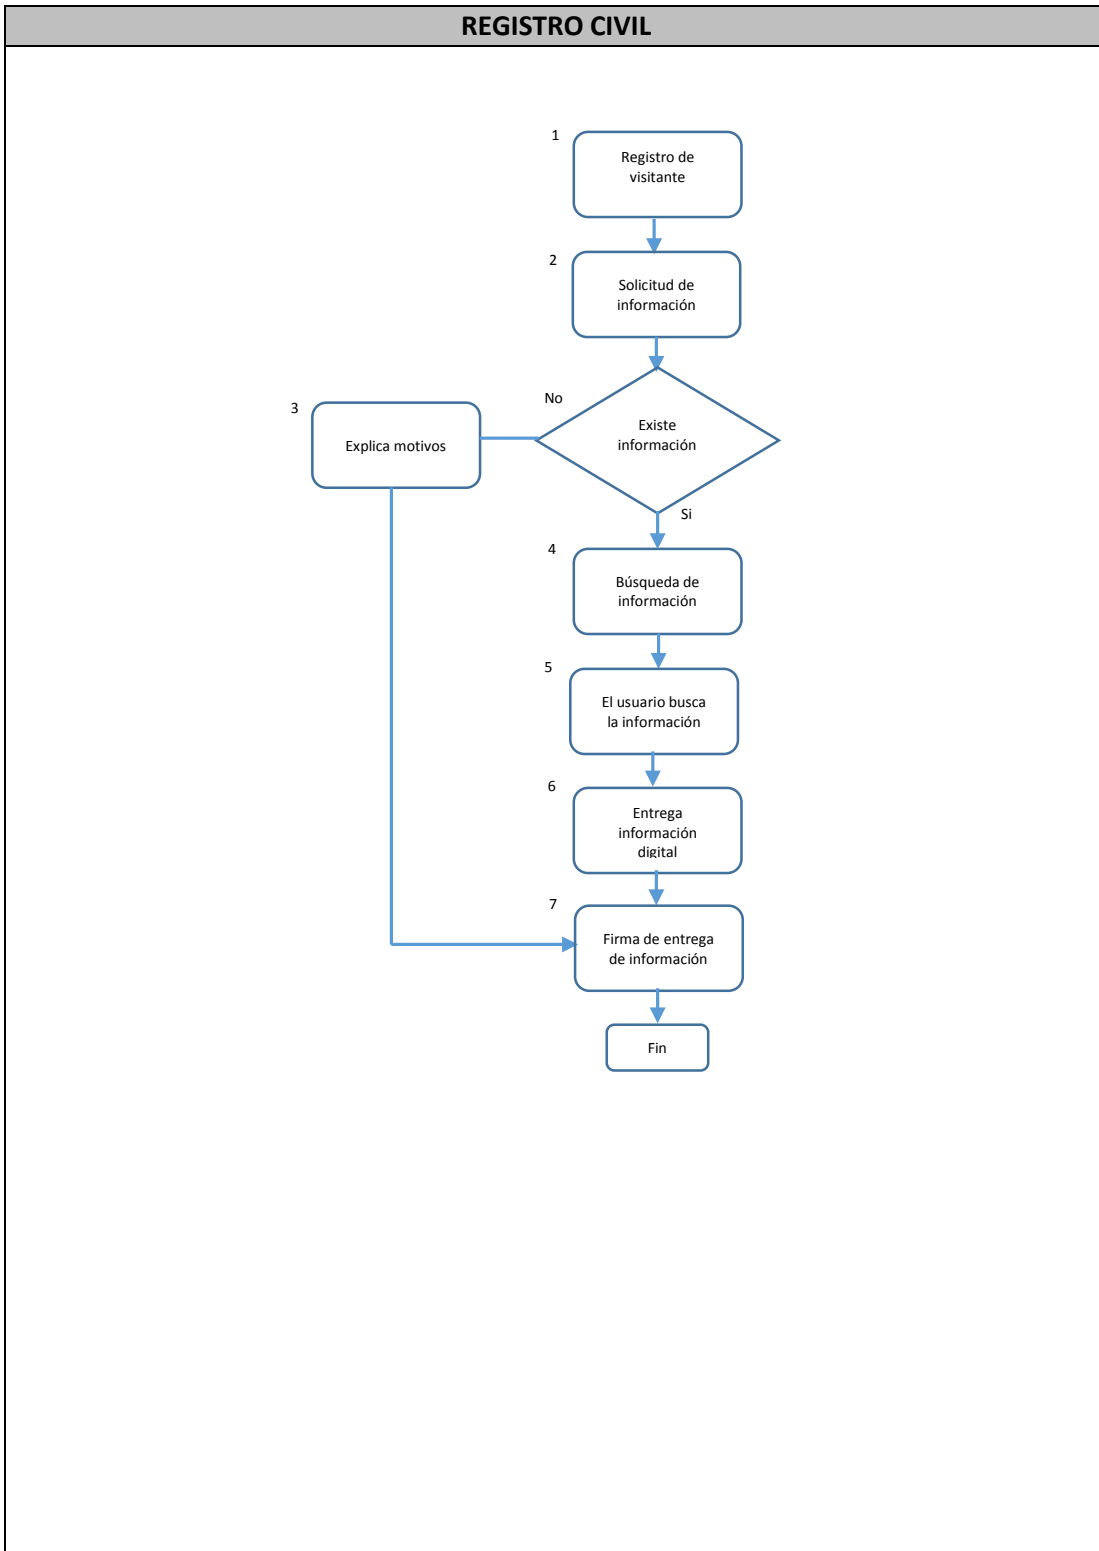 REGISTRO CIVIL
1
Registro de
visitante
2
Solicitud de
información
No
3
Existe
información
Explica motivos
Si
4
Búsqueda de
información
5
El usuario busca
la información
6
Entrega
información
digital
7
Firma de entrega
de información
Fin